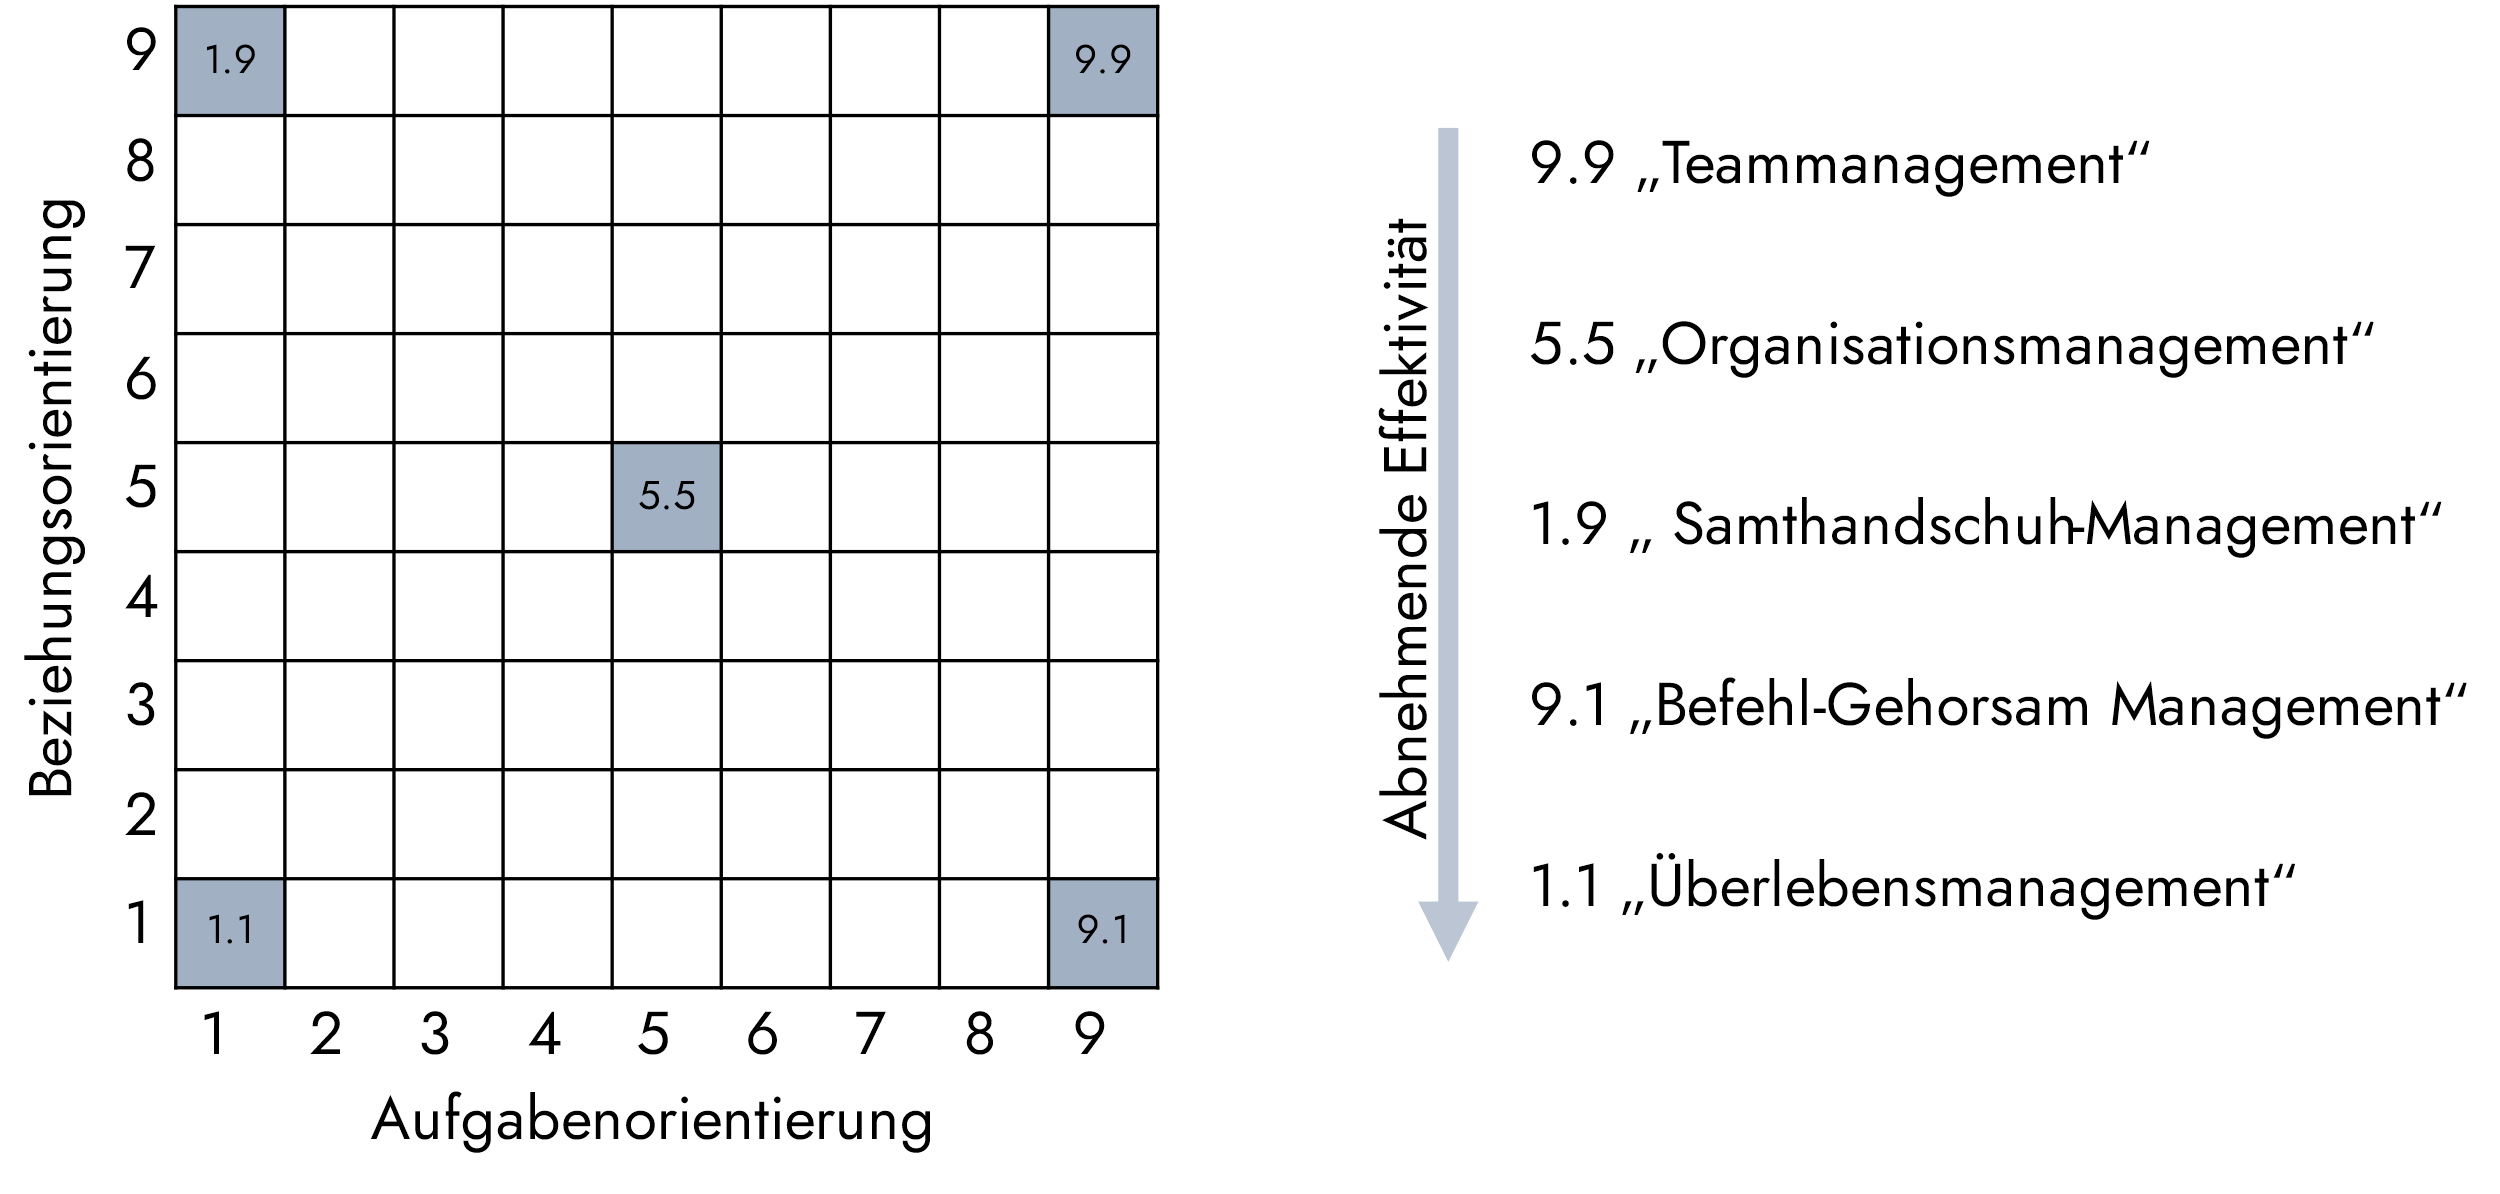 Beziehungsorientierung
9
1.9
9.9
8
7
6
5
5.5
4
3
2
1
1.1
9.1
1 2 3 4 5 6 7 8 9
Aufgabenorientierung
Abnehmende Effektivität
9.9 „Teammanagement“
5.5 „Organisationsmanagement“
1.9 „ Samthandschuh-Management“
9.1 „Befehl-Gehorsam Management“
1.1 „Überlebensmanagement“